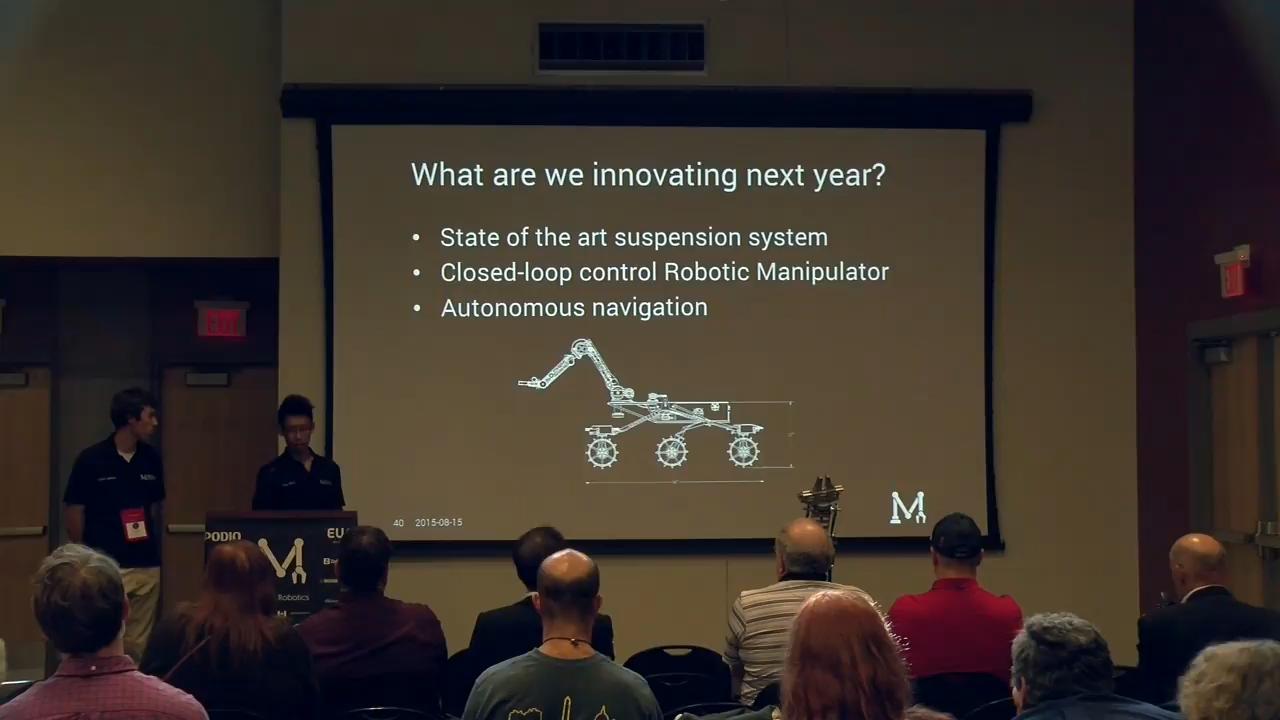 What are we innovating next year?
• State of the art suspension system
• Closed-loop control Robotic Manipulator
• Autonomous navigation
40 2015-08-15
M
EXIT
PODIO
EU
M
Robotics